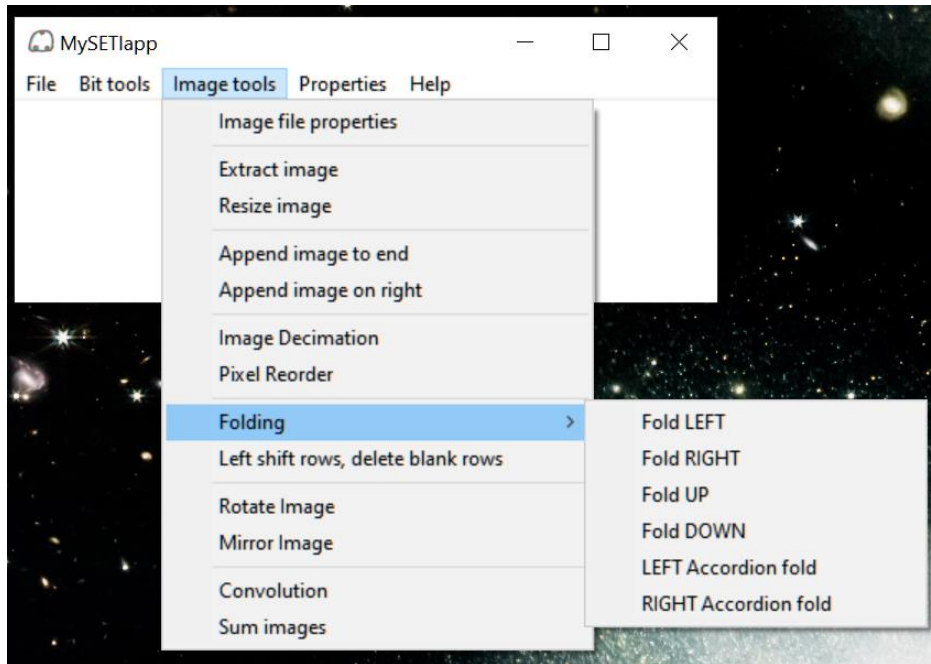 MySETIapp
File Bit tools Image tools Properties Help
Image file properties
Extract image
Resize image
Append image to end
Append image on right
Image Decimation
Pixel Reorder
Folding
Left shift rows, delete blank rows
Rotate Image
Mirror Image
Convolution
Sum images
Fold LEFT
Fold RIGHT
Fold UP
Fold DOWN
LEFT Accordion fold
RIGHT Accordion fold